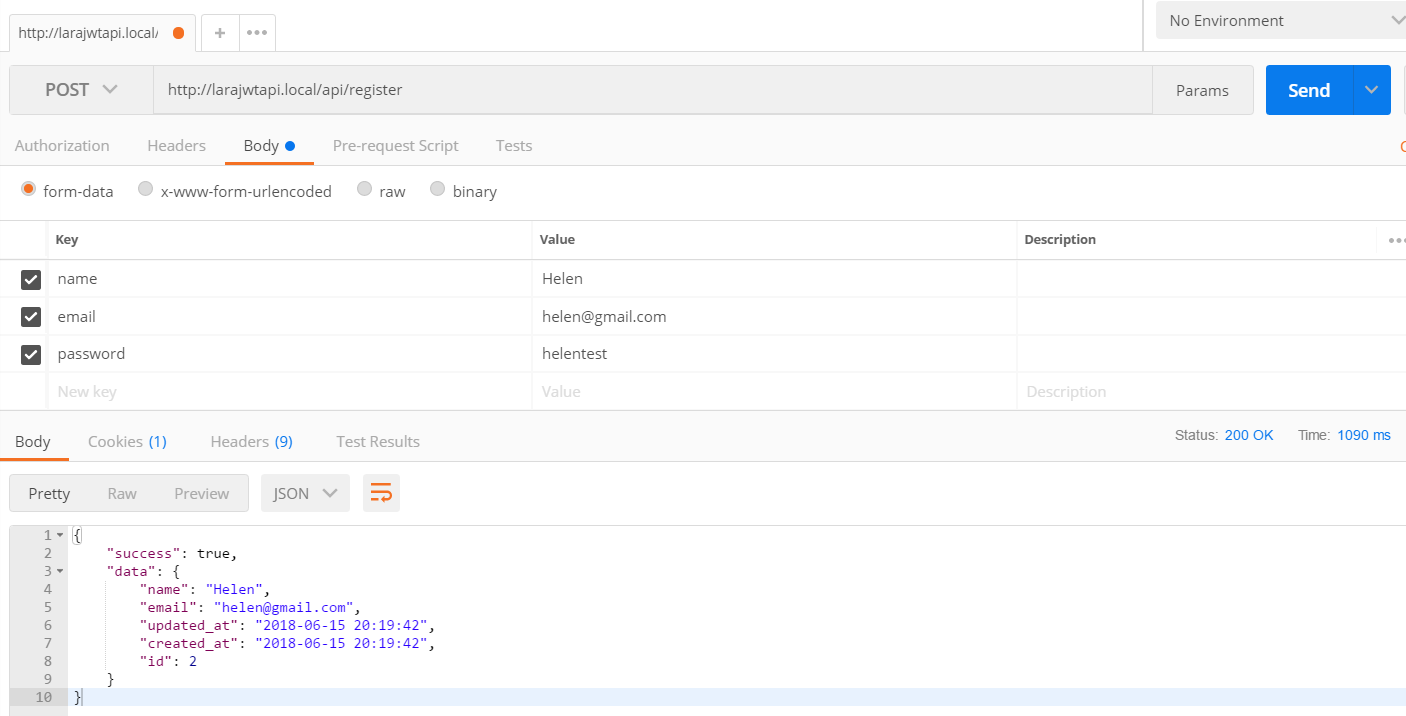 http://larajwtapi.local/
No Environment
POST http://larajwtapi.local/api/register Params Send
Authorization Headers Body Pre-request Script Tests
form-data x-www-form-urlencoded raw binary
Key Value Description
name Helen
email helen@gmail.com
password helentest
New key Value Description
Body Cookies (1) Headers (9) Test Results Status: 200 OK Time: 1090 ms
Pretty Raw Preview JSON
1 {
2 "success": true,
3 "data": {
4 "name": "Helen",
5 "email": "helen@gmail.com",
6 "updated_at": "2018-06-15 20:19:42",
7 "created_at": "2018-06-15 20:19:42",
8 "id": 2
9 }
10 }